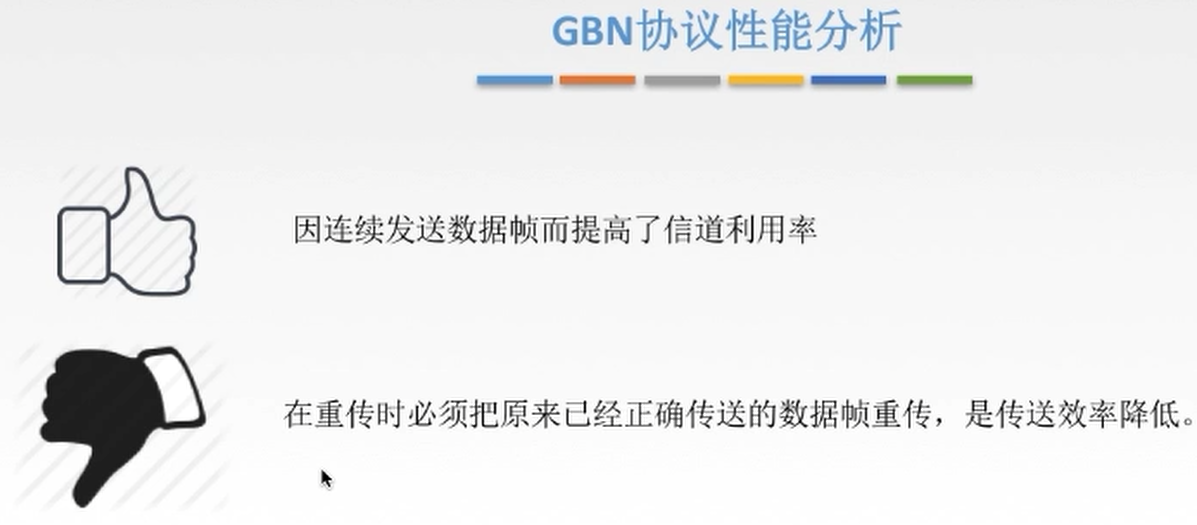 GBN协议性能分析
因连续发送数据帧而提高了信道利用率
在重传时必须把原来已经正确传送的数据帧重传，是传送效率降低。